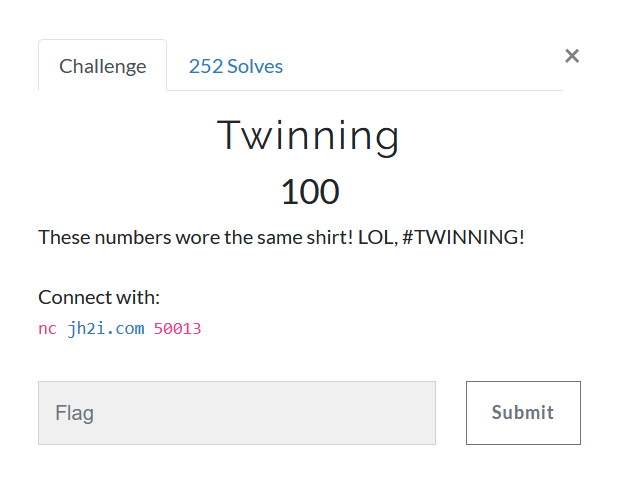 Challenge
252 Solves
×
Twinning
100
These numbers wore the same shirt! LOL, #TWINNING!
Connect with:
nc jh2i.com 50013
Flag
Submit